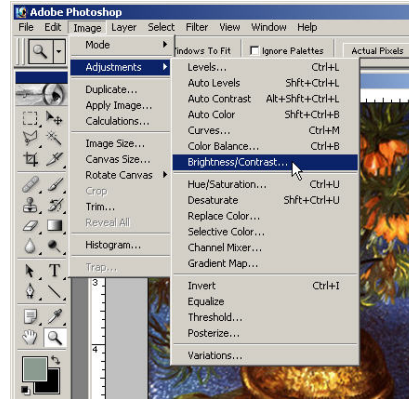 Adobe Photoshop
File Edit Image Layer Select Filter View Window Help
indows To Fit Ignore Palettes Actual Pixels
Mode
Adjustments
Duplicate...
Apply Image...
Calculations...
Image Size...
Canvas Size...
Rotate Canvas
Crop
Trim...
Reveal All
Histogram...
Trap...
Levels... Ctrl+L
Auto Levels Shft+Ctrl+L
Auto Contrast Alt+Shft+Ctrl+L
Auto Color Shft+Ctrl+B
Curves... Ctrl+M
Color Balance... Ctrl+B
Brightness/Contrast...
Hue/Saturation... Ctrl+U
Desaturate Shft+Ctrl+U
Replace Color...
Selective Color...
Channel Mixer...
Gradient Map...
Invert Ctrl+I
Equalize
Threshold...
Posterize...
Variations...
T
3
4